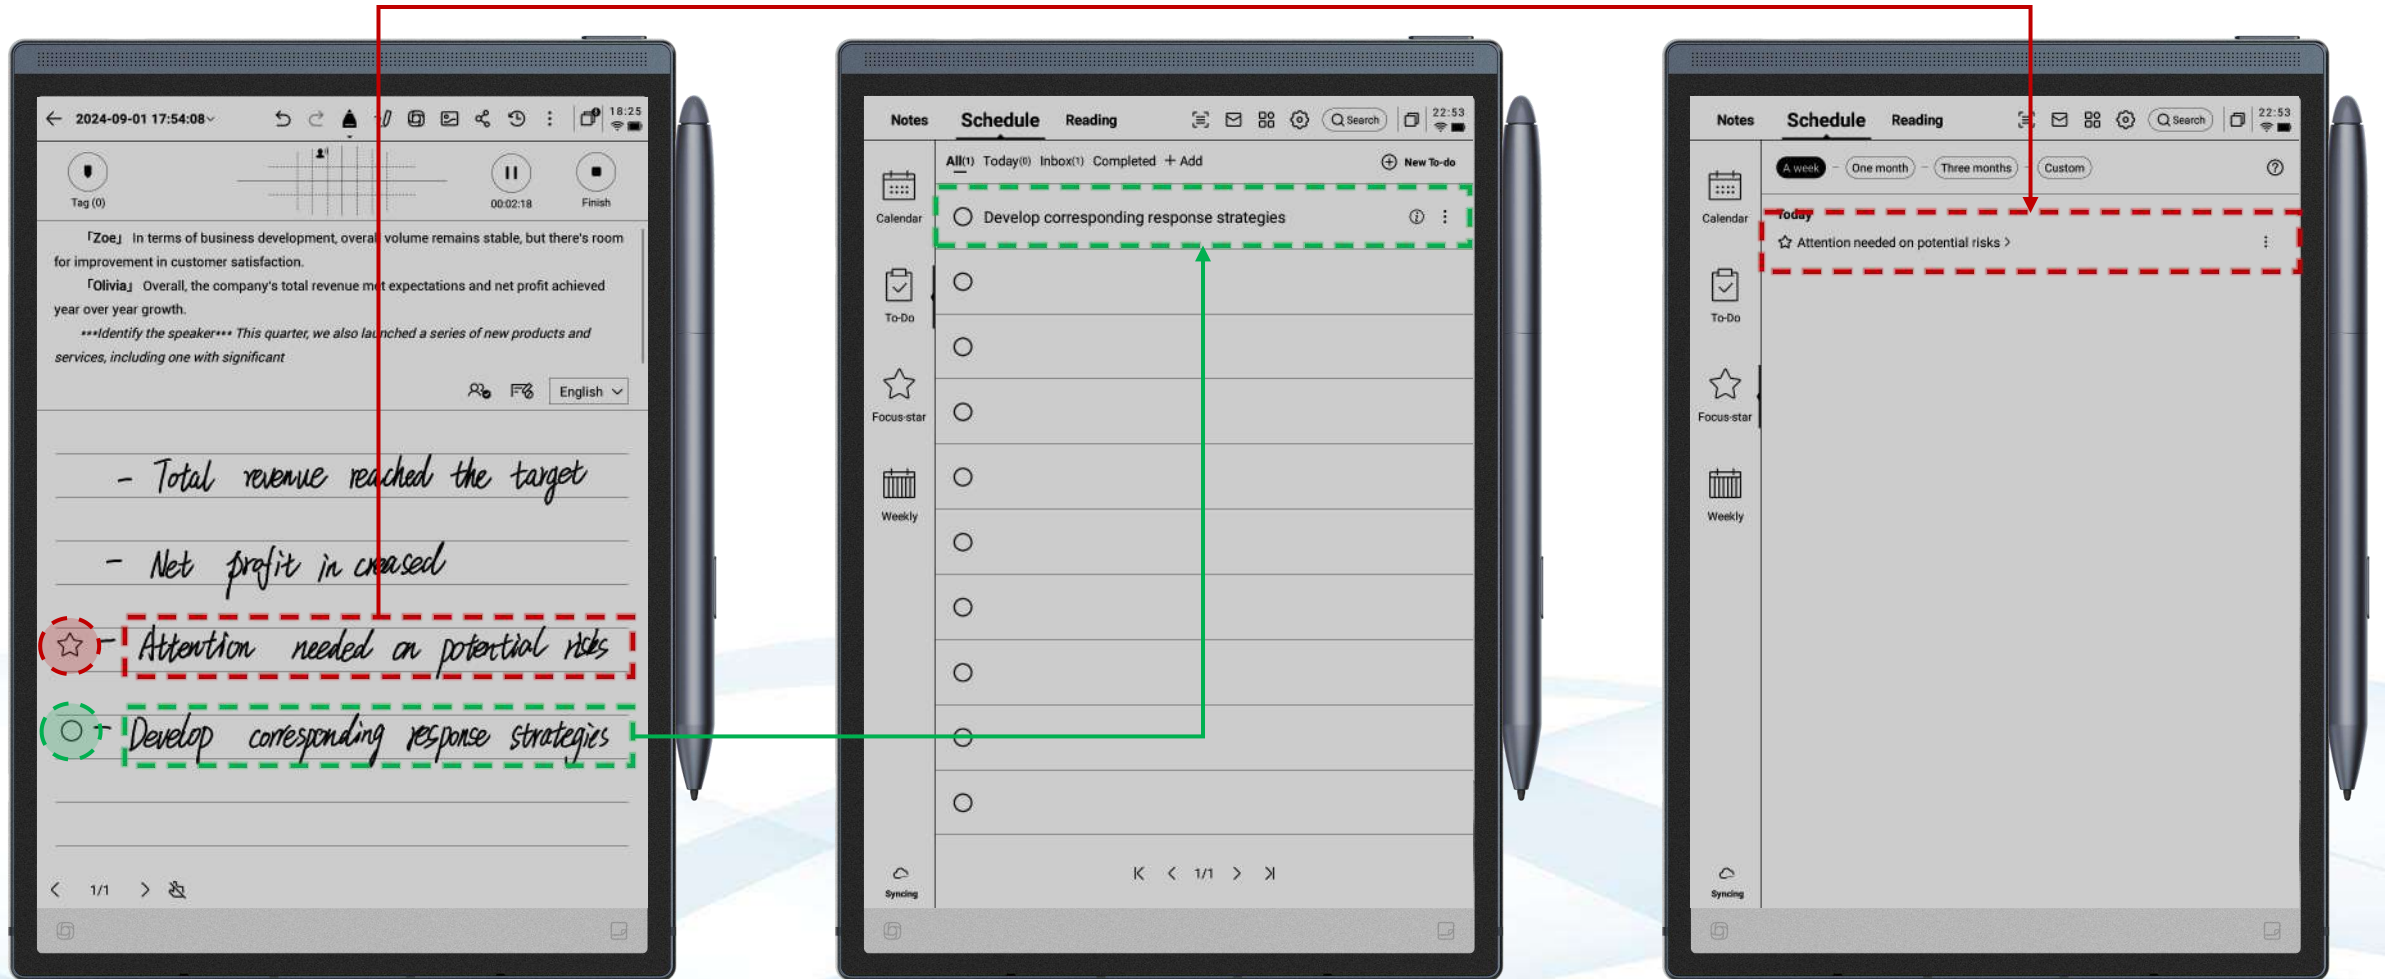 2024-09-01 17:54:08
18:25
Tag (0)
00:02:18
Finish
「Zoe」 In terms of business development, overall volume remains stable, but there's room
for improvement in customer satisfaction.
「Olivia」 Overall, the company's total revenue met expectations and net profit achieved
year over year growth.
***Identify the speaker*** This quarter, we also launched a series of new products and
services, including one with significant
English
- Total revenue reached the target
- Net profit in creased
- Attention needed on potential risks
- Develop corresponding response strategies
1/1
Notes Schedule Reading Search 22:53
All(1) Today(0) Inbox(1) Completed + Add New To-do
Calendar
Develop corresponding response strategies
To-Do
Focus-star
Weekly
1/1
Syncing
Notes Schedule Reading Search 22:53
A week - One month - Three months - Custom
Calendar
Today
Attention needed on potential risks >
To-Do
Focus-star
Weekly
Syncing